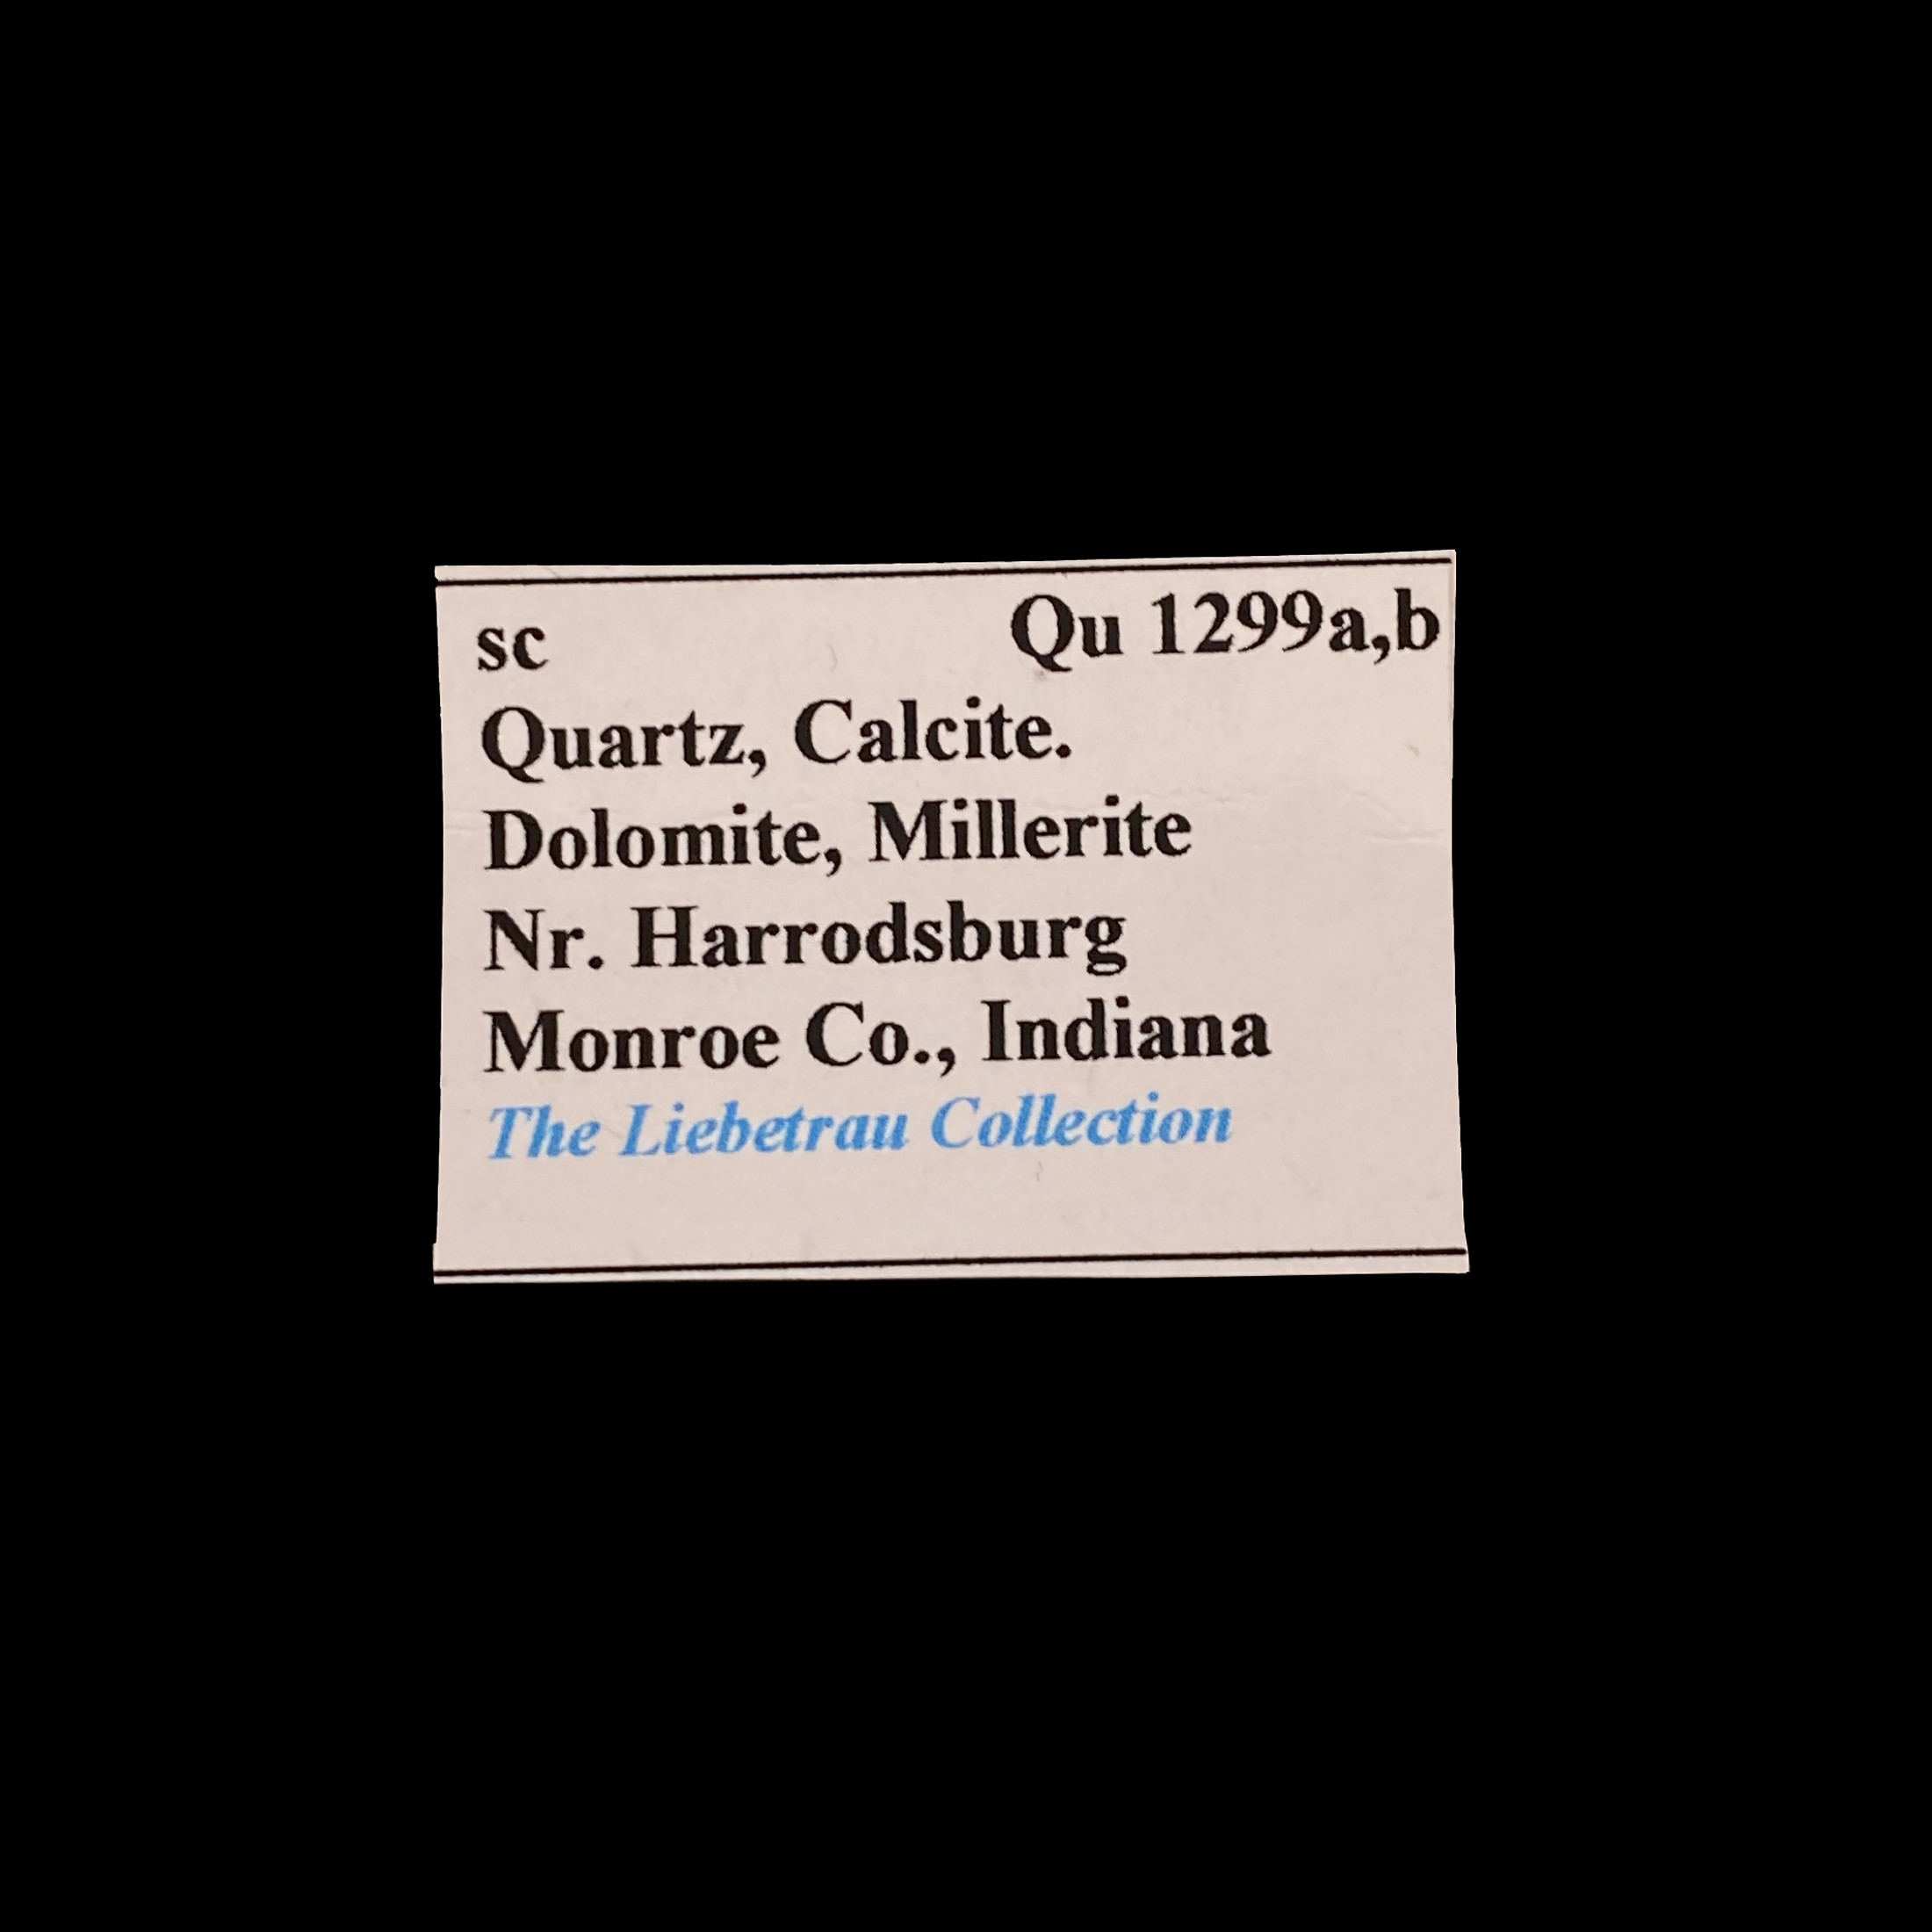 sc Qu 1299a,b
Quartz, Calcite.
Dolomite, Millerite
Nr. Harrodsburg
Monroe Co., Indiana
The Liebetrau Collection